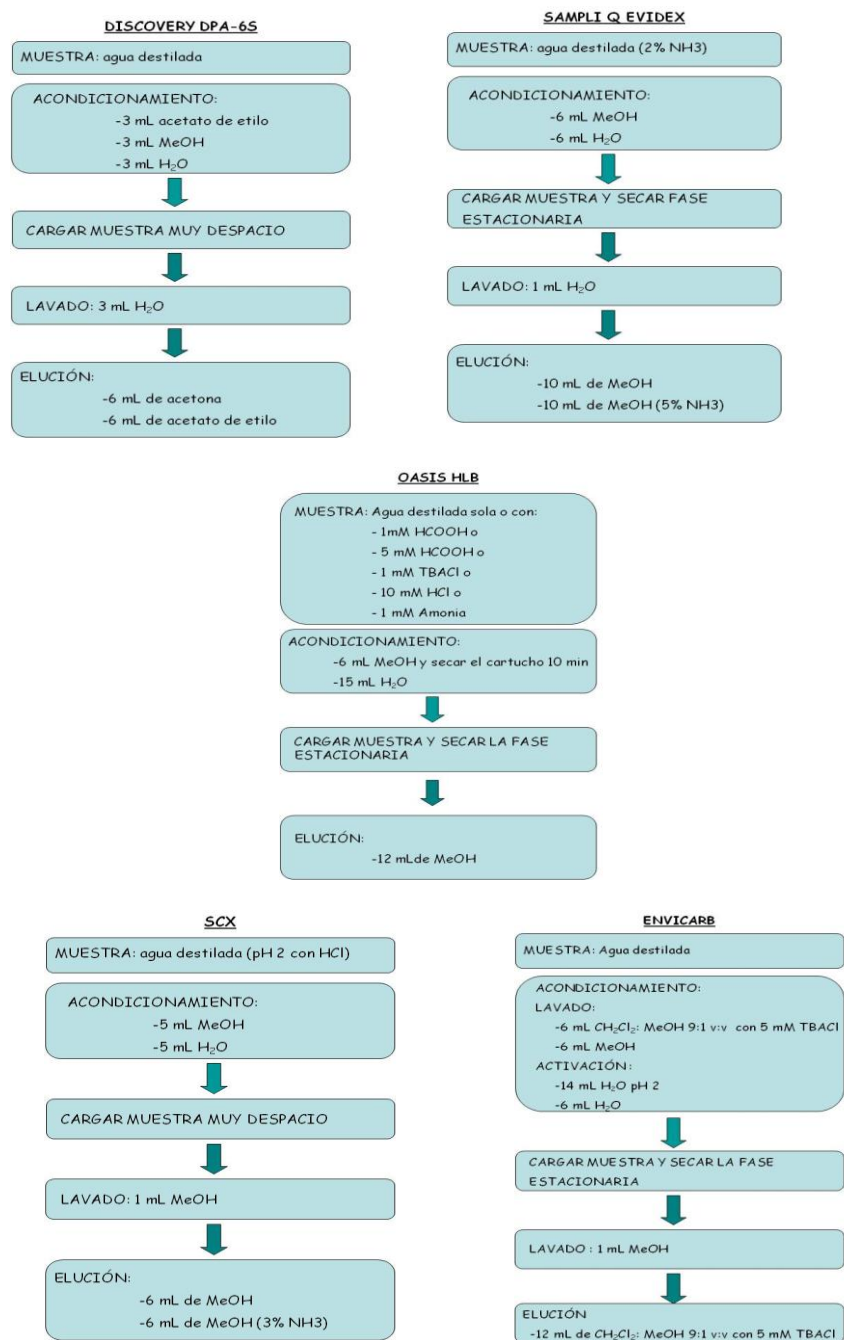 DISCOVERY DPA-6S
MUESTRA: agua destilada
ACONDICIONAMIENTO:
-3 mL acetato de etilo
-3 mL MeOH
-3 mL H₂O
CARGAR MUESTRA MUY DESPACIO
LAVADO: 3 mL H₂O
ELUCIÓN:
-6 mL de acetona
-6 mL de acetato de etilo
SAMPLI Q EVIDEX
MUESTRA: agua destilada (2% NH3)
ACONDICIONAMIENTO:
-6 mL MeOH
-6 mL H₂O
CARGAR MUESTRA Y SECAR FASE
ESTACIONARIA
LAVADO: 1 mL H₂O
ELUCIÓN:
-10 mL de MeOH
-10 mL de MeOH (5% NH3)
OASIS HLB
MUESTRA: Agua destilada sola o con:
- 1mM HCOOH o
- 5 mM HCOOH o
- 1 mM TBACl o
- 10 mM HCl o
- 1 mM Amonia
ACONDICIONAMIENTO:
-6 mL MeOH y secar el cartucho 10 min
-15 mL H₂O
CARGAR MUESTRA Y SECAR LA FASE
ESTACIONARIA
ELUCIÓN:
-12 mLde MeOH
SCX
MUESTRA: agua destilada (pH 2 con HCl)
ACONDICIONAMIENTO:
-5 mL MeOH
-5 mL H₂O
CARGAR MUESTRA MUY DESPACIO
LAVADO: 1 mL MeOH
ELUCIÓN:
-6 mL de MeOH
-6 mL de MeOH (3% NH3)
ENVICARB
MUESTRA: Agua destilada
ACONDICIONAMIENTO:
LAVADO:
-6 mL CH₂Cl₂: MeOH 9:1 v:v con 5 mM TBACl
-6 mL MeOH
ACTIVACIÓN:
-14 mL H₂O pH 2
-6 mL H₂O
CARGAR MUESTRA Y SECAR LA FASE
ESTACIONARIA
LAVADO : 1 mL MeOH
ELUCIÓN
-12 mL de CH₂Cl₂: MeOH 9:1 v:v con 5 mM TBACl